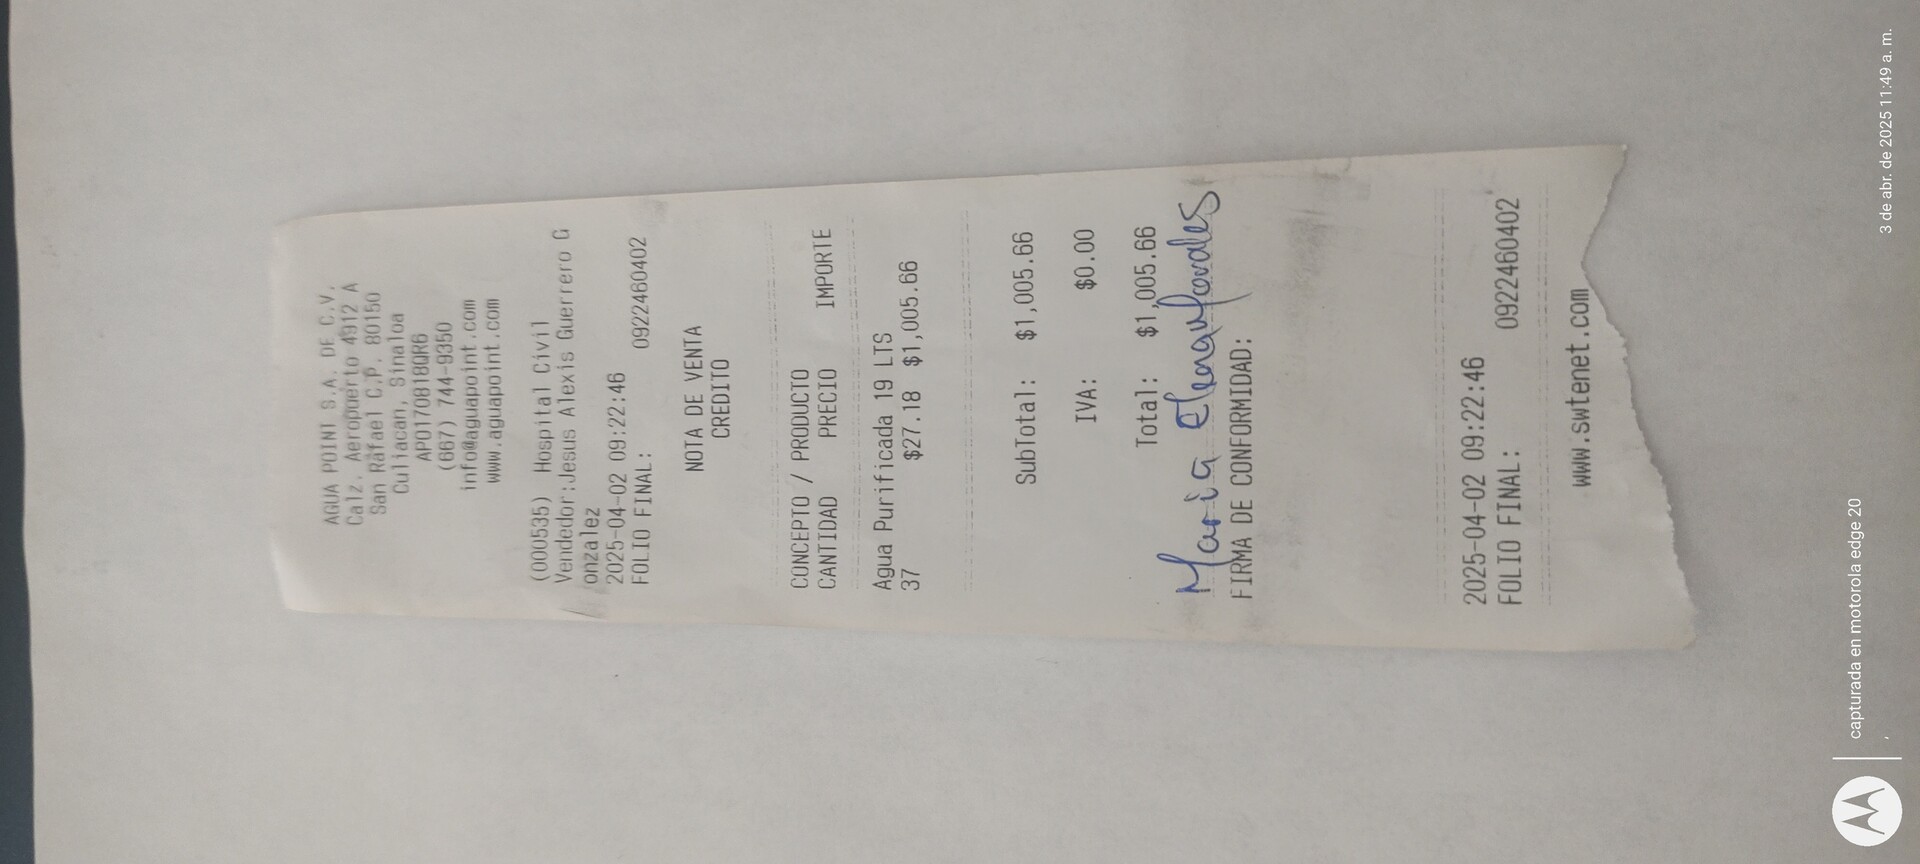 AGUA POINT S.A. DE C.V.
Calz. Aeropuerto 4912 A
San Rafael C.P. 80150
Culiacan, Sinaloa
APO170818QR6
(667) 744-9350
info@aguapoint.com
www.aguapoint.com
(000535) Hospital Civil
Vendedor:Jesus Alexis Guerrero G
onzalez
2025-04-02 09:22:46
FOLIO FINAL: 0922460402
NOTA DE VENTA
CREDITO
CONCEPTO / PRODUCTO
CANTIDAD PRECIO IMPORTE
Agua Purificada 19 LTS
37 $27.18 $1,005.66
SubTotal: $1,005.66
IVA: $0.00
Total: $1,005.66
Maria Elena
FIRMA DE CONFORMIDAD:
2025-04-02 09:22:46
FOLIO FINAL: 0922460402
www.swtenet.com
capturada en motorola edge 20
,
3 de abr. de 2025 11:49 a. m.